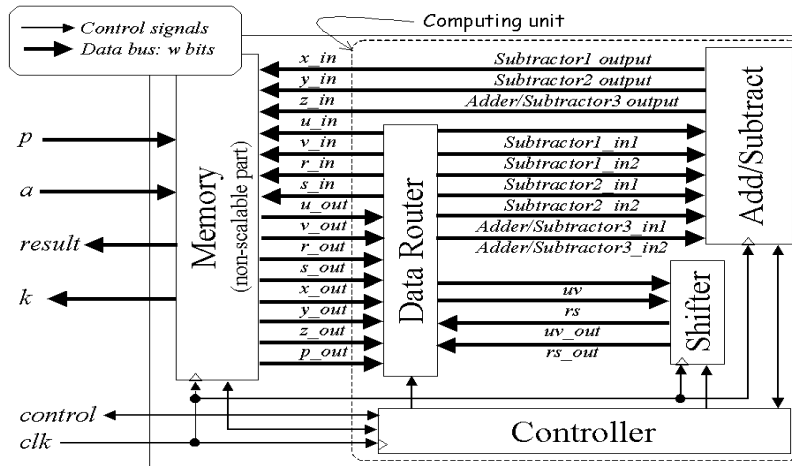 Control signals
Data bus: w bits
Computing unit
x_in
Subtractor1 output
y_in
Subtractor2 output
z_in
Adder/Subtractor3 output
u_in
v_in
Subtractor1_in1
r_in
Subtractor1_in2
s_in
Subtractor2_in1
u_out
Subtractor2_in2
v_out
Adder/Subtractor3_in1
r_out
Adder/Subtractor3_in2
s_out
x_out
uv
y_out
rs
z_out
uv_out
p_out
rs_out
p
a
result
k
Memory
(non-scalable part)
Data Router
Add/Subtract
Shifter
control
clk
Controller